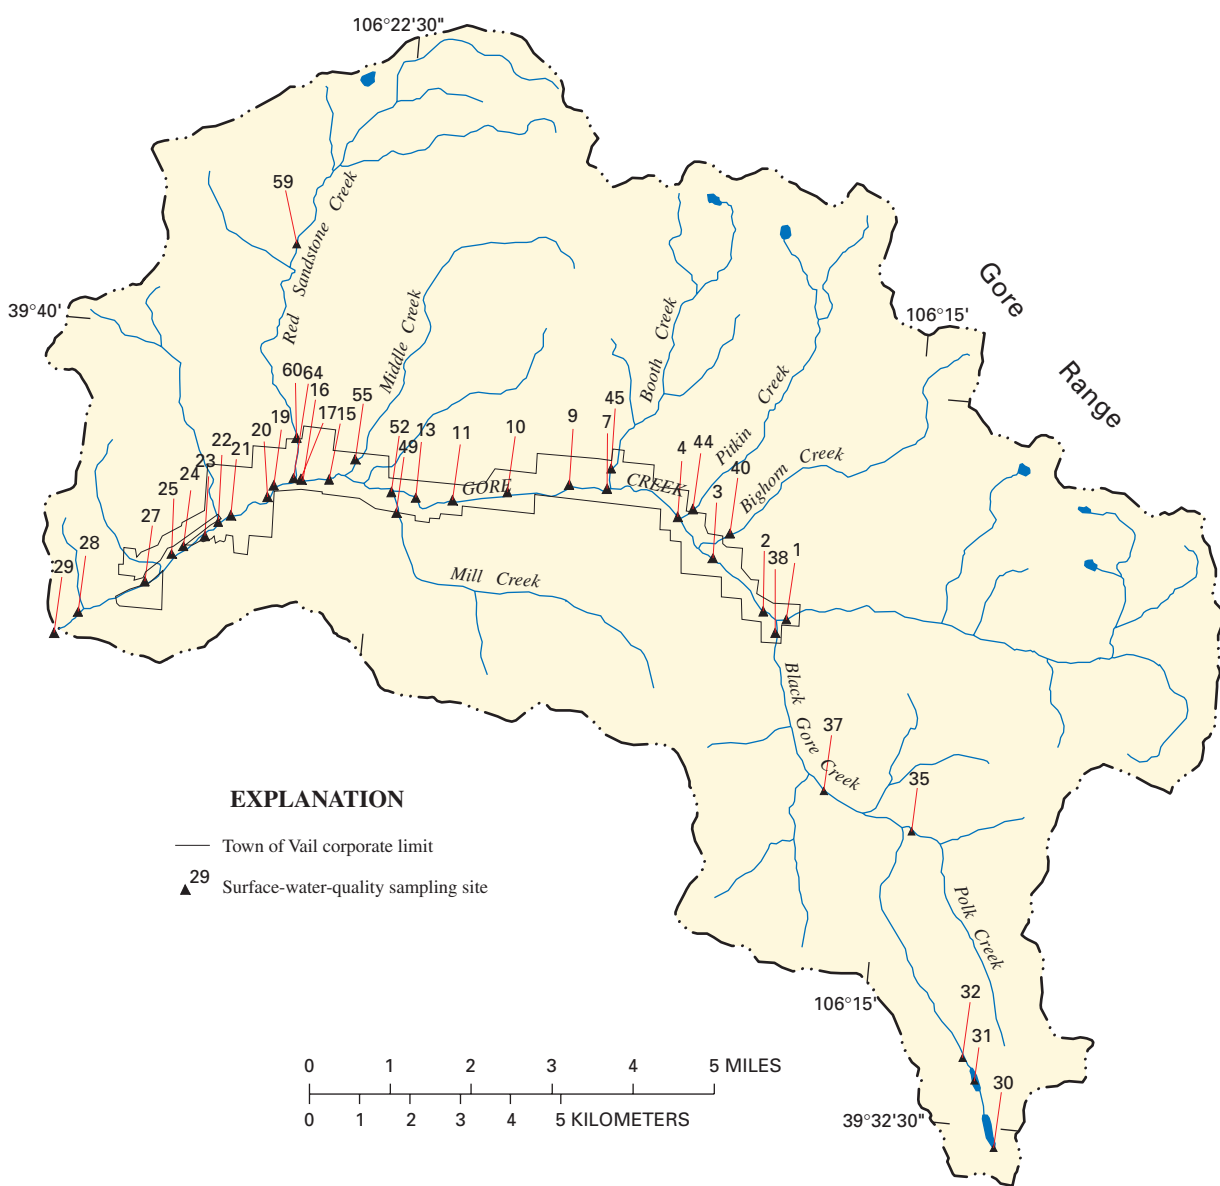 106°22'30"
59
Red Sandstone Creek
39°40'
Middle Creek
Booth Creek
Pitkin Creek
Bighorn Creek
Gore
Range
106°15'
60
64
16
17
15
55
52
49
13
11
10
9
45
7
4
44
3
40
2
38
1
19
20
21
22
23
24
25
27
28
29
GORE CREEK
Mill Creek
Black Gore Creek
37
35
Polk Creek
EXPLANATION
Town of Vail corporate limit
29 Surface-water-quality sampling site
106°15'
32
31
30
39°32'30"
0 1 2 3 4 5 MILES
0 1 2 3 4 5 KILOMETERS